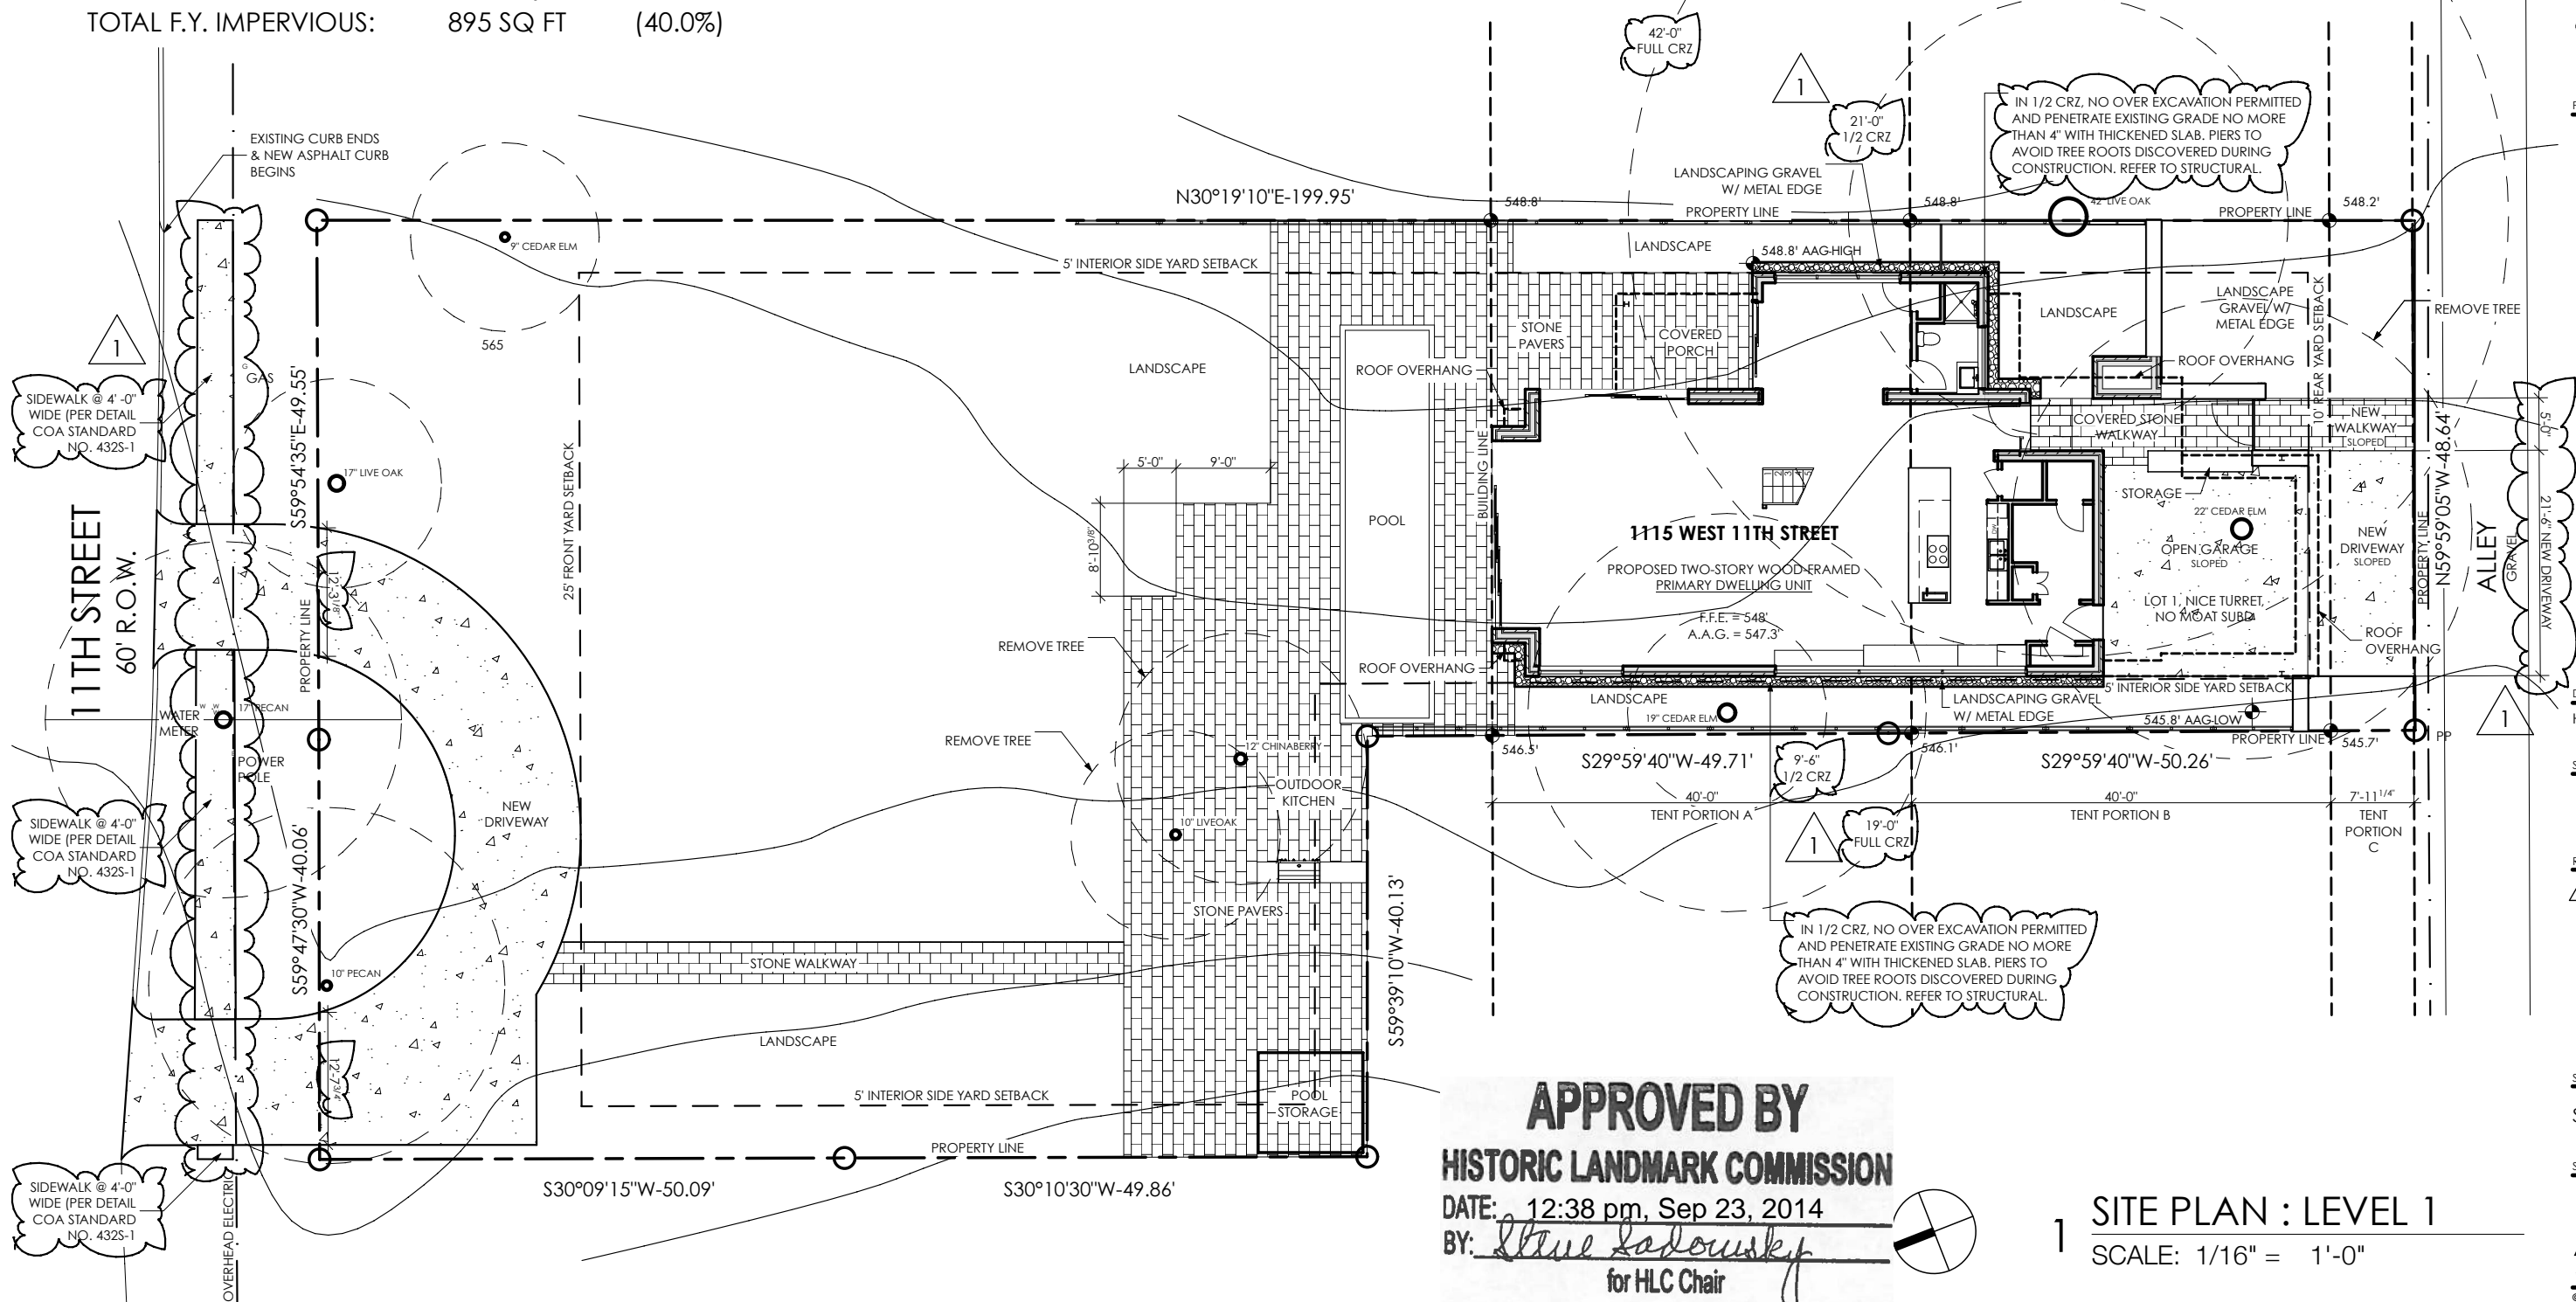 TOTAL F.Y. IMPERVIOUS: 895 SQ FT (40.0%)
42'-0"
FULL CRZ
1
21'-0"
1/2 CRZ
IN 1/2 CRZ, NO OVER EXCAVATION PERMITTED
AND PENETRATE EXISTING GRADE NO MORE
THAN 4" WITH THICKENED SLAB. PIERS TO
AVOID TREE ROOTS DISCOVERED DURING
CONSTRUCTION. REFER TO STRUCTURAL.
EXISTING CURB ENDS
& NEW ASPHALT CURB
BEGINS
LANDSCAPING GRAVEL
W/ METAL EDGE
N30°19'10"E-199.95'
548.8'
PROPERTY LINE
548.8'
42" LIVE OAK
PROPERTY LINE
548.2'
9" CEDAR ELM
LANDSCAPE
548.8' AAG-HIGH
5' INTERIOR SIDE YARD SETBACK
565
1
GAS
G
SIDEWALK @ 4'-0"
WIDE (PER DETAIL
COA STANDARD
NO. 432S-1
S59°54'35"E-49.55'
17" LIVE OAK
25' FRONT YARD SETBACK
LANDSCAPE
5'-0"
9'-0"
8'-10 3/8"
STONE
PAVERS
COVERED
PORCH
ROOF OVERHANG
POOL
BUILDING LINE
LANDSCAPE
LANDSCAPE
GRAVEL W/
METAL EDGE
REMOVE TREE
ROOF OVERHANG
10' REAR YARD SETBACK
COVERED STONE
WALKWAY
NEW
WALKWAY
SLOPED
N59°59'05"W-48.64'
5'-0"
STORAGE
22" CEDAR ELM
OPEN GARAGE
SLOPED
NEW
DRIVEWAY
SLOPED
PROPERTY LINE
ALLEY
GRAVEL
21'-6" NEW DRIVEWAY
LOT 1, NICE TURRET,
NO MOAT SUBD.
ROOF
OVERHANG
1115 WEST 11TH STREET
PROPOSED TWO-STORY WOOD-FRAMED
PRIMARY DWELLING UNIT
F.F.E. = 548'
A.A.G. = 547.3'
DW
11TH STREET
60' R.O.W.
PROPERTY LINE
12'-3 1/8"
REMOVE TREE
ROOF OVERHANG
LANDSCAPE
19" CEDAR ELM
LANDSCAPING GRAVEL
W/ METAL EDGE
5' INTERIOR SIDE YARD SETBACK
545.8' AAG-LOW
PROPERTY LINE
545.7'
PP
1
WATER
METER
W
17" PECAN
POWER
POLE
REMOVE TREE
12" CHINABERRY
OUTDOOR
KITCHEN
546.5'
S29°59'40"W-49.71'
9'-6"
1/2 CRZ
546.1'
S29°59'40"W-50.26'
40'-0"
TENT PORTION A
40'-0"
TENT PORTION B
7'-11 1/4"
TENT
PORTION
C
1
19'-0"
FULL CRZ
SIDEWALK @ 4'-0"
WIDE (PER DETAIL
COA STANDARD
NO. 432S-1
NEW
DRIVEWAY
S59°47'30"W-40.06'
10" LIVEOAK
STONE PAVERS
S59°39'10"W-40.13'
IN 1/2 CRZ, NO OVER EXCAVATION PERMITTED
AND PENETRATE EXISTING GRADE NO MORE
THAN 4" WITH THICKENED SLAB. PIERS TO
AVOID TREE ROOTS DISCOVERED DURING
CONSTRUCTION. REFER TO STRUCTURAL.
10" PECAN
STONE WALKWAY
LANDSCAPE
12'-7 3/4"
5' INTERIOR SIDE YARD SETBACK
POOL
STORAGE
PROPERTY LINE
SIDEWALK @ 4'-0"
WIDE (PER DETAIL
COA STANDARD
NO. 432S-1
OVERHEAD ELECTRIC
S30°09'15"W-50.09'
S30°10'30"W-49.86'
APPROVED BY
HISTORIC LANDMARK COMMISSION
DATE: 12:38 pm, Sep 23, 2014
BY: Steve Sadowsky
for HLC Chair
1 SITE PLAN : LEVEL 1
SCALE: 1/16" = 1'-0"